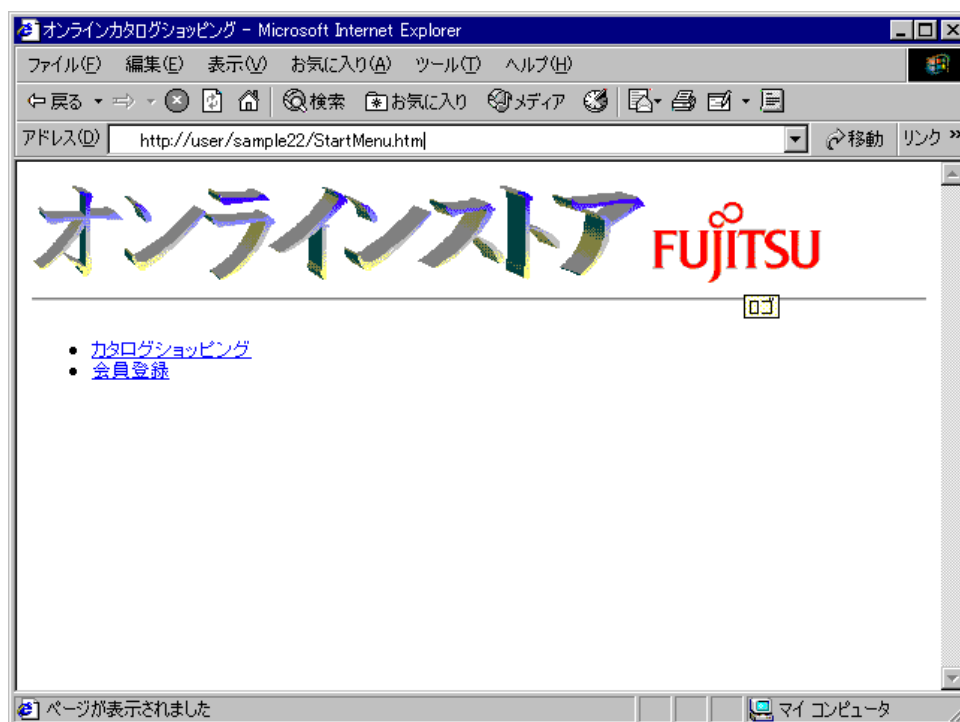 オンラインカタログショッピング - Microsoft Internet Explorer
ファイル(F) 編集(E) 表示(V) お気に入り(A) ツール(T) ヘルプ(H)
戻る 検索 お気に入り メディア
アドレス(D) http://user/sample22/StartMenu.htm 移動 リンク »
オンラインストア FUJITSU
ロゴ
カタログショッピング
会員登録
ページが表示されました マイ コンピュータ